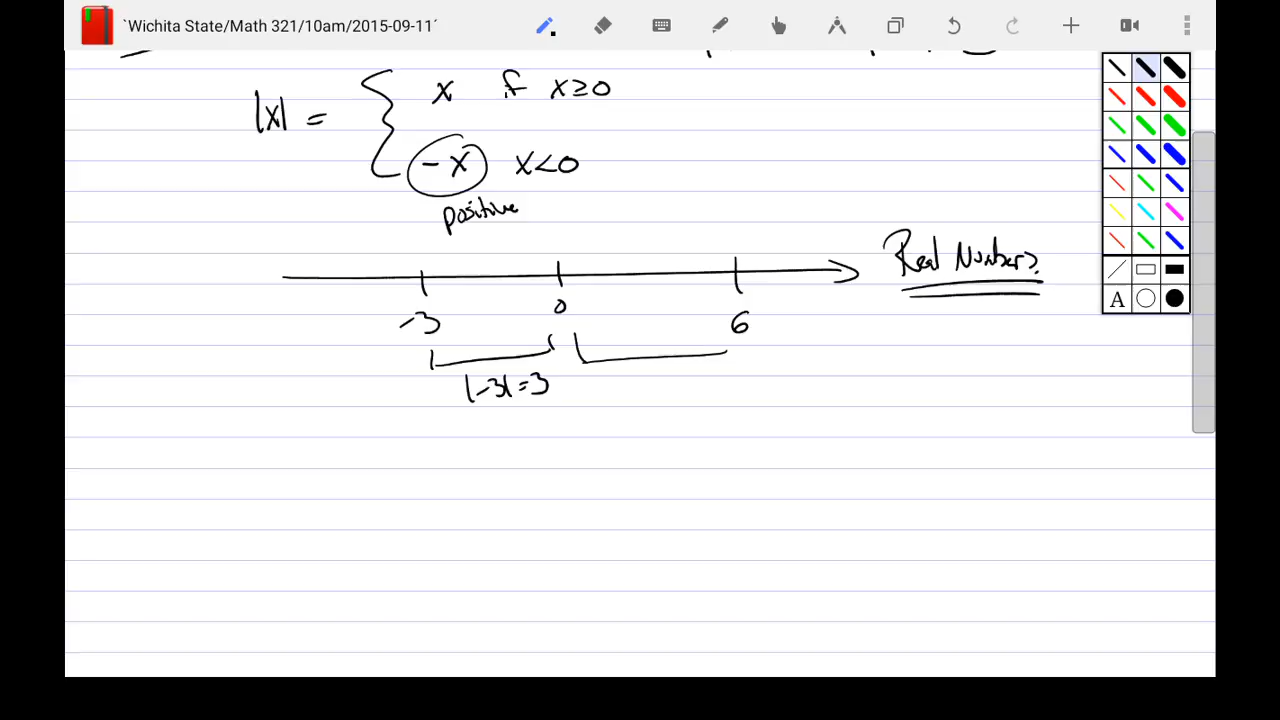 `Wichita State/Math 321/10am/2015-09-11´
|x| = { x if x≥0
-x x<0
positive
Real Numbers
-3 0 6
|-3|=3
A